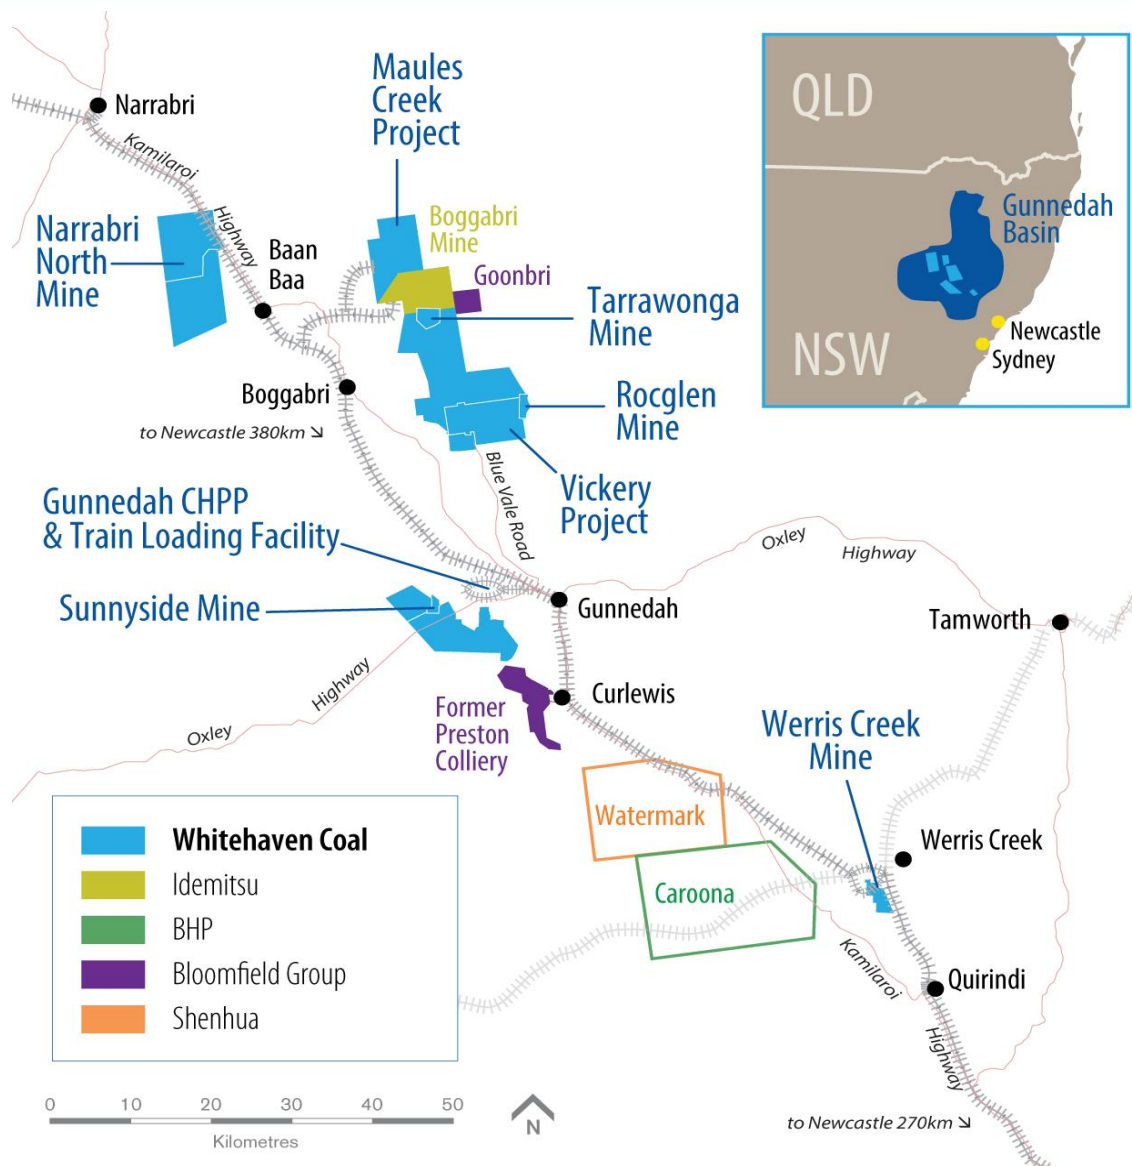 Maules
Creek
Project
Narrabri
Kamilaroi
Highway
Narrabri
North
Mine
Baan
Baa
Boggabri
Mine
Goonbri
Tarrawonga
Mine
Boggabri
Rocglen
Mine
to Newcastle 380km
Vickery
Project
Blue Vale Road
Gunnedah CHPP
& Train Loading Facility
Sunnyside Mine
Gunnedah
Oxley
Highway
Tamworth
Highway
Oxley
Former
Preston
Colliery
Curlewis
Werris Creek
Mine
Watermark
Caroona
Werris Creek
Kamilaroi
Quirindi
Highway
to Newcastle 270km
QLD
Gunnedah
Basin
NSW
Newcastle
Sydney
Whitehaven Coal
Idemitsu
BHP
Bloomfield Group
Shenhua
0 10 20 30 40 50
Kilometres
N